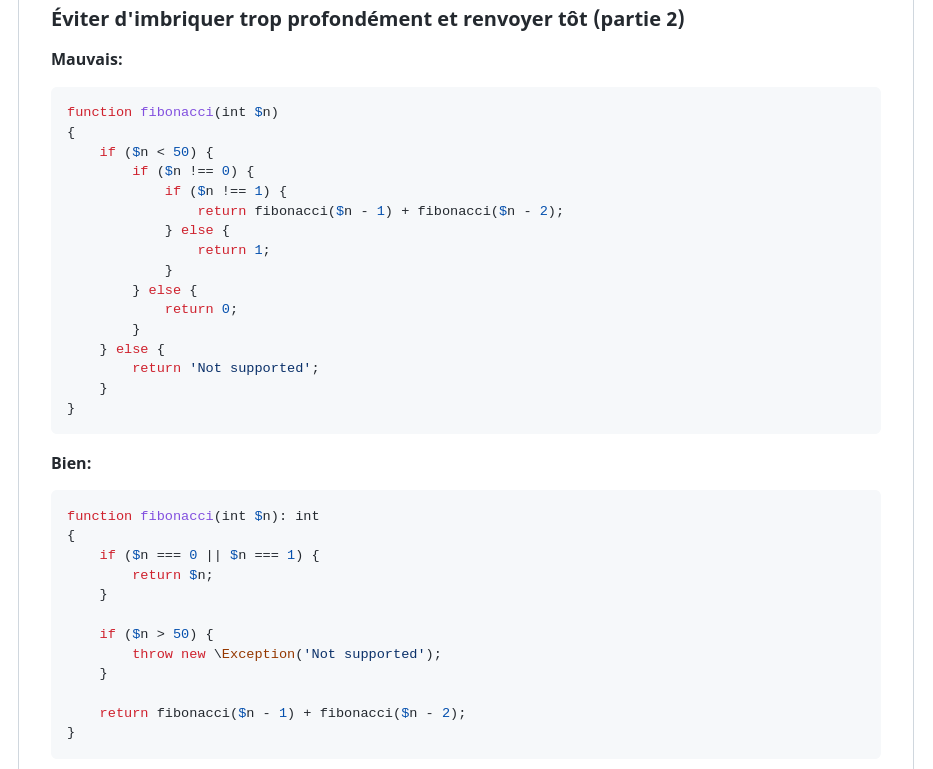 Éviter d'imbriquer trop profondément et renvoyer tôt (partie 2)
Mauvais:
function fibonacci(int $n)
{
    if ($n < 50) {
        if ($n !== 0) {
            if ($n !== 1) {
                return fibonacci($n - 1) + fibonacci($n - 2);
            } else {
                return 1;
            }
        } else {
            return 0;
        }
    } else {
        return 'Not supported';
    }
}
Bien:
function fibonacci(int $n): int
{
    if ($n === 0 || $n === 1) {
        return $n;
    }

    if ($n > 50) {
        throw new \Exception('Not supported');
    }

    return fibonacci($n - 1) + fibonacci($n - 2);
}